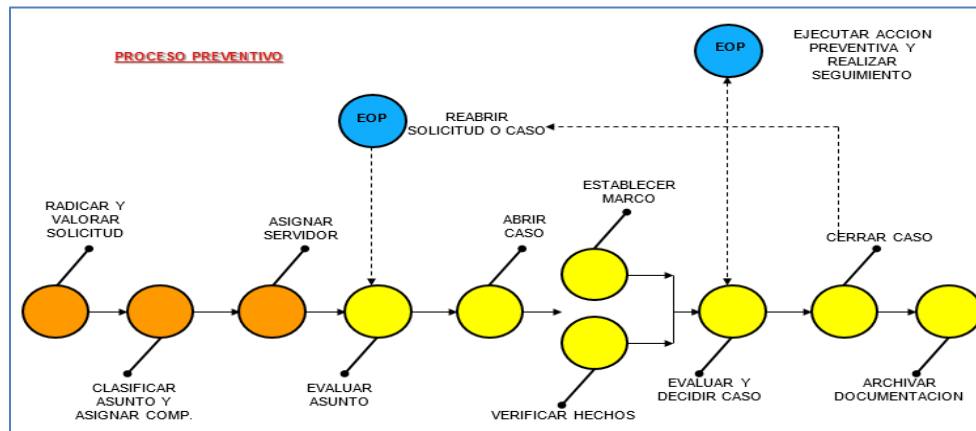 PROCESO PREVENTIVO
EOP
EJECUTAR ACCION
PREVENTIVA Y
REALIZAR
SEGUIMIENTO
EOP
REABRIR
SOLICITUD O CASO
RADICAR Y
VALORAR
SOLICITUD
ASIGNAR
SERVIDOR
ABRIR
CASO
ESTABLECER
MARCO
CERRAR CASO
CLASIFICAR
ASUNTO Y
ASIGNAR COMP.
EVALUAR
ASUNTO
VERIFICAR HECHOS
EVALUAR Y
DECIDIR CASO
ARCHIVAR
DOCUMENTACION